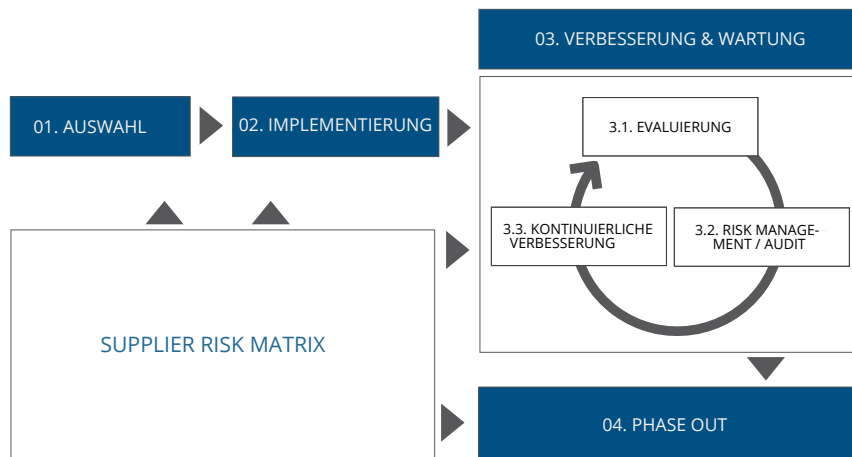 03. VERBESSERUNG & WARTUNG
01. AUSWAHL
02. IMPLEMENTIERUNG
3.1. EVALUIERUNG
3.3. KONTINUIERLICHE
VERBESSERUNG
3.2. RISK MANAGE-
MENT / AUDIT
SUPPLIER RISK MATRIX
04. PHASE OUT